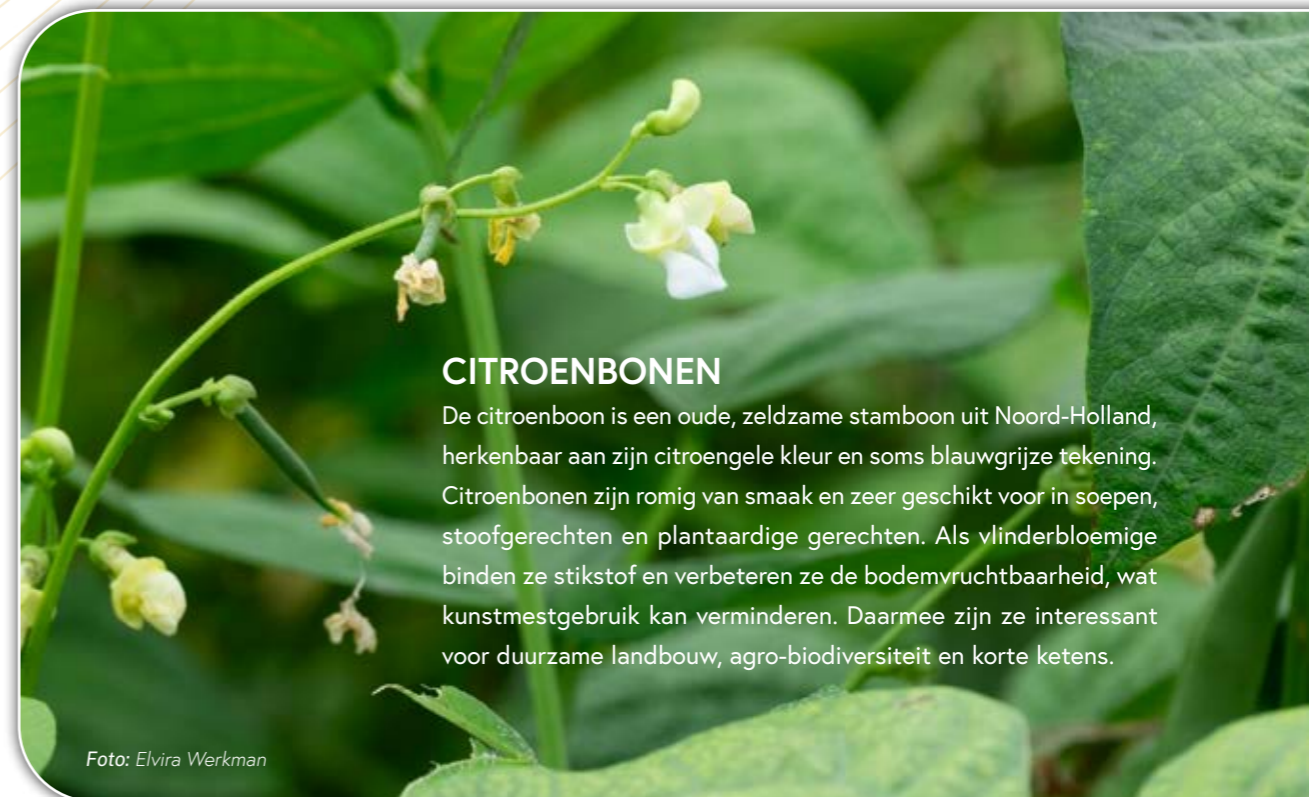 CITROENBONEN
De citroenboon is een oude, zeldzame stamboon uit Noord-Holland,
herkenbaar aan zijn citroengele kleur en soms blauwgrijze tekening.
Citroenbonen zijn romig van smaak en zeer geschikt voor in soepen,
stoofgerechten en plantaardige gerechten. Als vlinderbloemige
binden ze stikstof en verbeteren ze de bodemvruchtbaarheid, wat
kunstmestgebruik kan verminderen. Daarmee zijn ze interessant
voor duurzame landbouw, agro-biodiversiteit en korte ketens.
Foto: Elvira Werkman